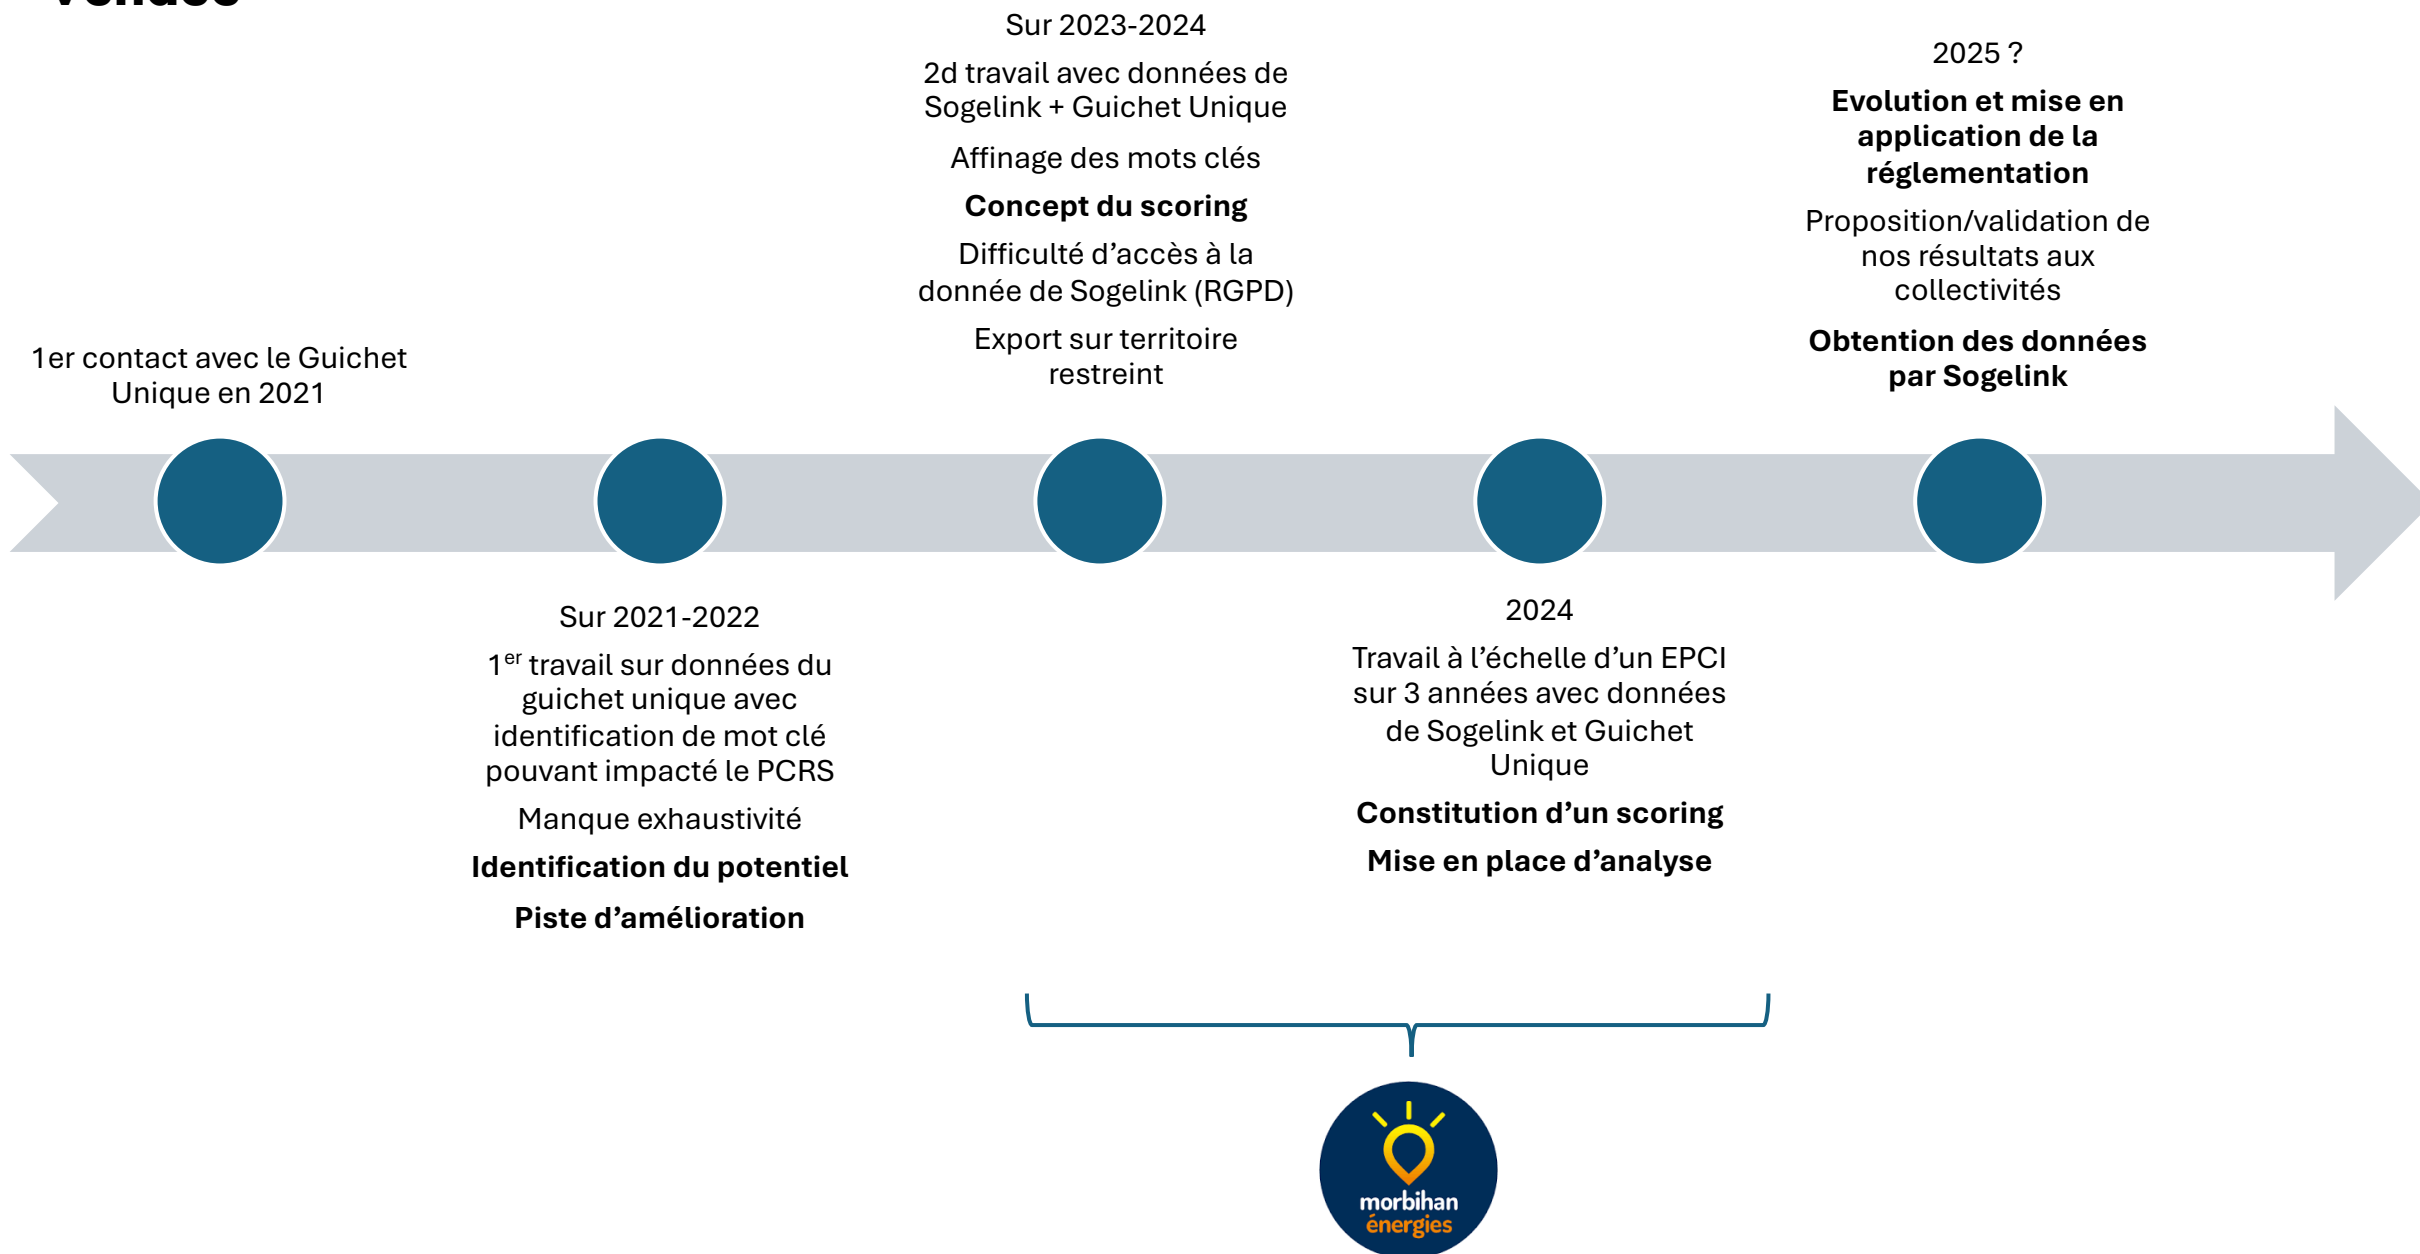 1er contact avec le Guichet
Unique en 2021
Sur 2021-2022
1er travail sur données du
guichet unique avec
identification de mot clé
pouvant impacté le PCRS
Manque exhaustivité
Identification du potentiel
Piste d’amélioration
Sur 2023-2024
2d travail avec données de
Sogelink + Guichet Unique
Affinage des mots clés
Concept du scoring
Difficulté d’accès à la
donnée de Sogelink (RGPD)
Export sur territoire
restreint
2024
Travail à l’échelle d’un EPCI
sur 3 années avec données
de Sogelink et Guichet
Unique
Constitution d’un scoring
Mise en place d’analyse
2025 ?
Evolution et mise en
application de la
réglementation
Proposition/validation de
nos résultats aux
collectivités
Obtention des données
par Sogelink
morbihan
énergies